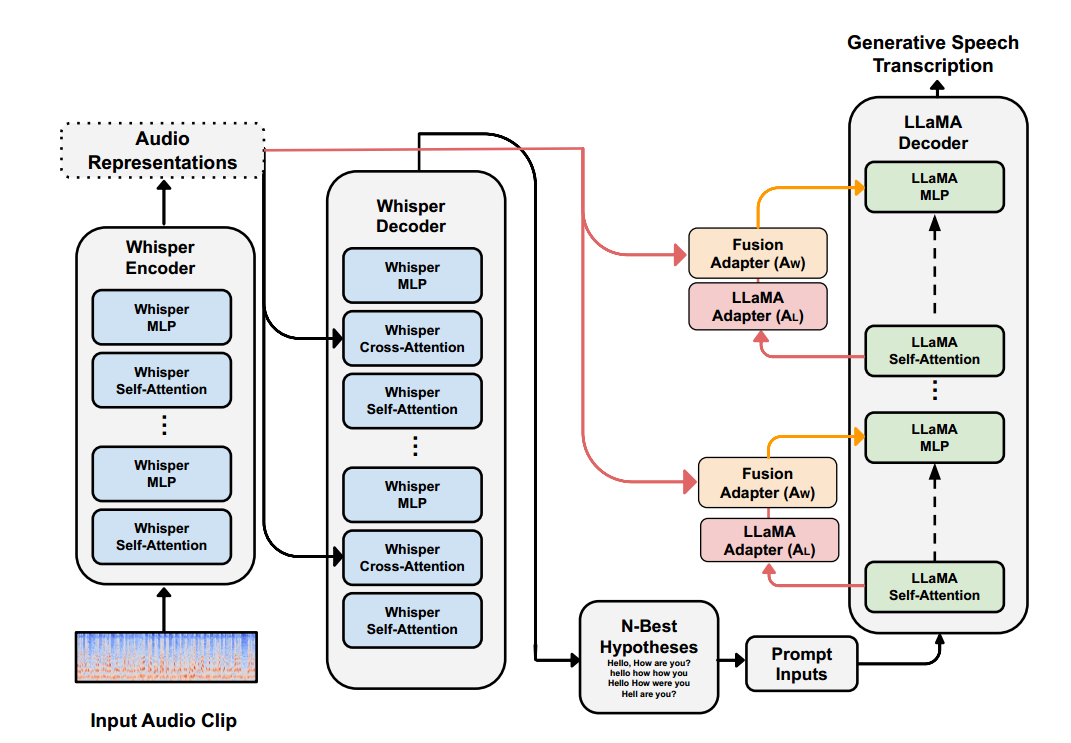 Generative Speech
Transcription
Audio
Representations
Whisper
Encoder
Whisper
MLP
Whisper
Self-Attention
⋮
Whisper
MLP
Whisper
Self-Attention
Input Audio Clip
Whisper
Decoder
Whisper
MLP
Whisper
Cross-Attention
Whisper
Self-Attention
⋮
Whisper
MLP
Whisper
Cross-Attention
Whisper
Self-Attention
N-Best
Hypotheses
Hello, How are you?
hello how how you
Hello How were you
Hell are you?
Prompt
Inputs
Fusion
Adapter (AW)
LLaMA
Adapter (AL)
Fusion
Adapter (AW)
LLaMA
Adapter (AL)
LLaMA
Decoder
LLaMA
MLP
LLaMA
Self-Attention
⋮
LLaMA
MLP
LLaMA
Self-Attention